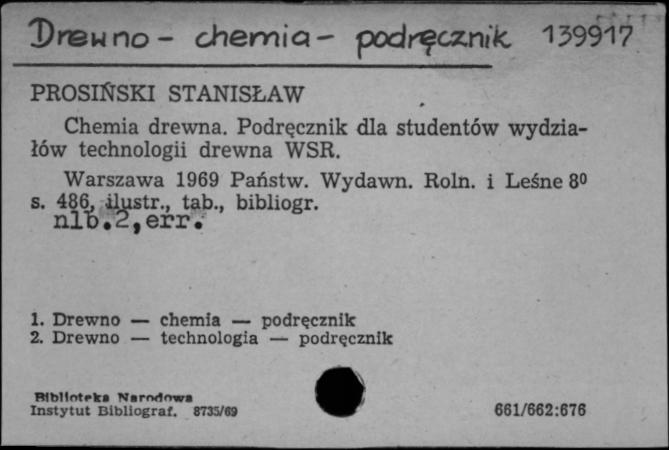 Drewno - chemia - podręcznik 139917
PROSIŃSKI STANISŁAW
Chemia drewna. Podręcznik dla studentów wydzia-
łów technologii drewna WSR.
Warszawa 1969 Państw. Wydawn. Roln. i Leśne 8⁰
s. 486, ilustr., tab., bibliogr.
nlb.2, err.
1. Drewno — chemia — podręcznik
2. Drewno — technologia — podręcznik
Biblioteka Narodowa
Instytut Bibliograf. 8735/69
661/662:676